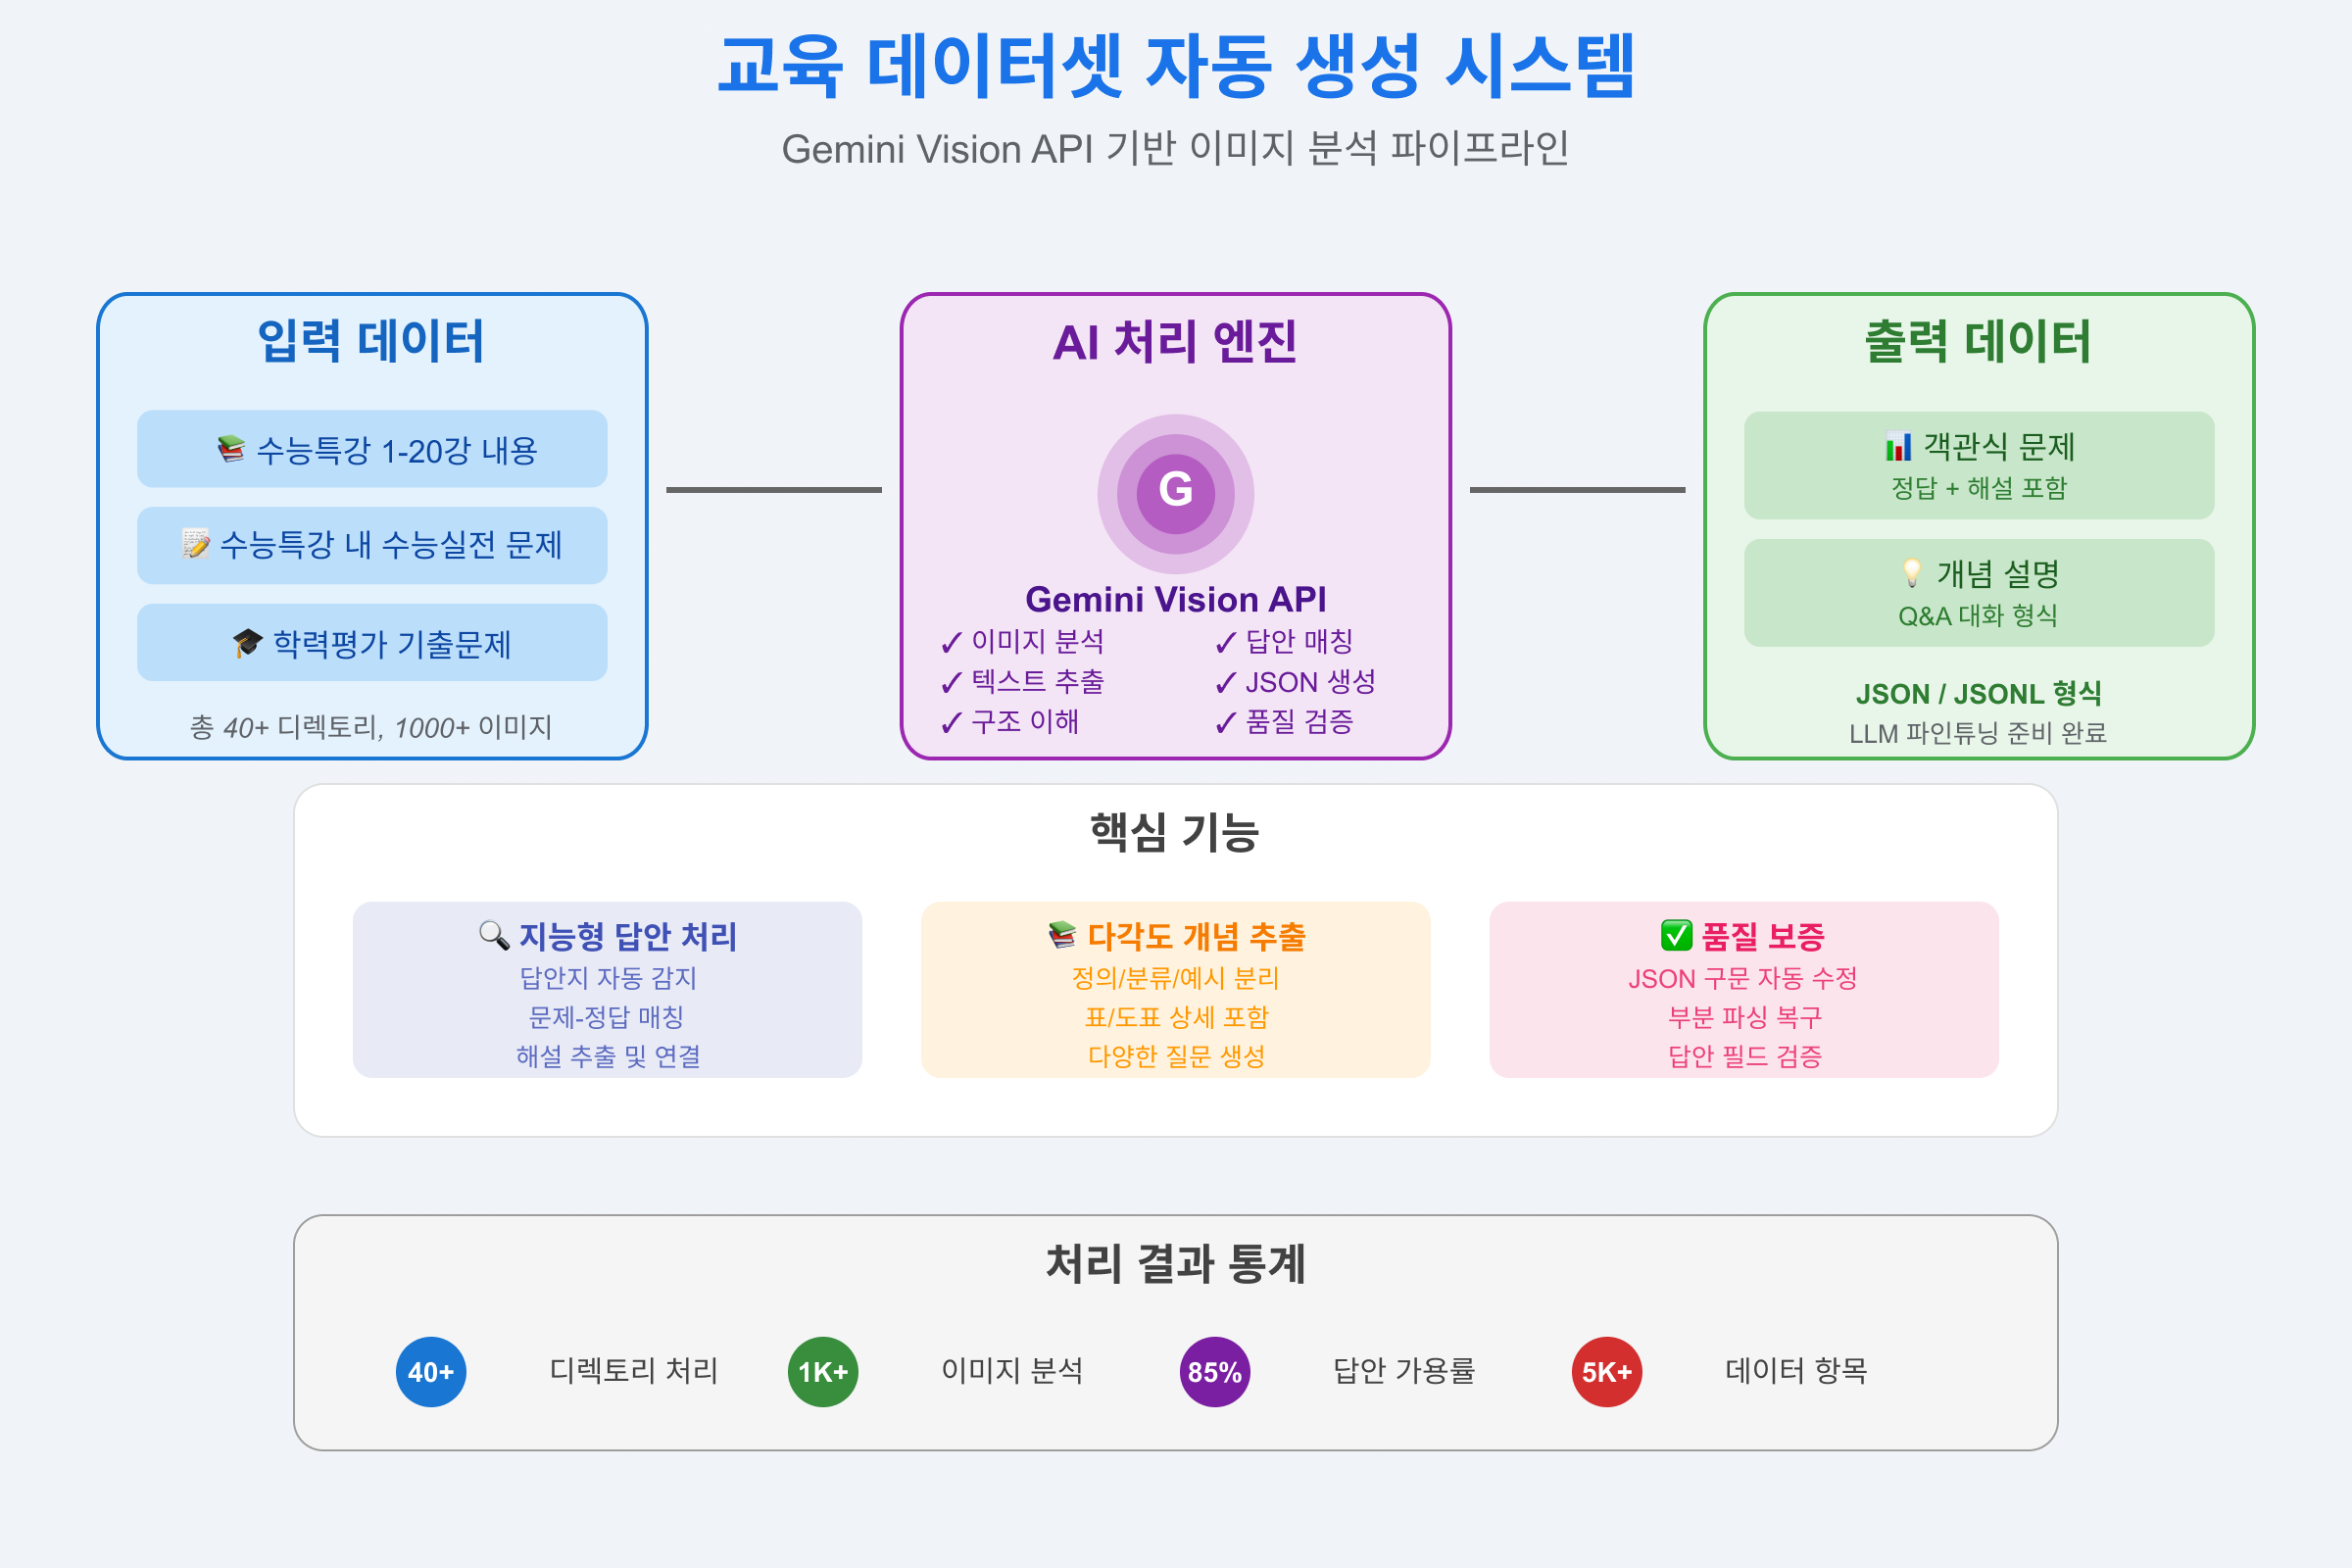 교육 데이터셋 자동 생성 시스템
Gemini Vision API 기반 이미지 분석 파이프라인
입력 데이터
📚 수능특강 1-20강 내용
📝 수능특강 내 수능실전 문제
🎓 학력평가 기출문제
총 40+ 디렉토리, 1000+ 이미지
AI 처리 엔진
G
Gemini Vision API
✓ 이미지 분석
✓ 텍스트 추출
✓ 구조 이해
✓ 답안 매칭
✓ JSON 생성
✓ 품질 검증
출력 데이터
📊 객관식 문제
정답 + 해설 포함
💡 개념 설명
Q&A 대화 형식
JSON / JSONL 형식
LLM 파인튜닝 준비 완료
핵심 기능
🔍 지능형 답안 처리
답안지 자동 감지
문제-정답 매칭
해설 추출 및 연결
📚 다각도 개념 추출
정의/분류/예시 분리
표/도표 상세 포함
다양한 질문 생성
✅ 품질 보증
JSON 구문 자동 수정
부분 파싱 복구
답안 필드 검증
처리 결과 통계
40+ 디렉토리 처리
1K+ 이미지 분석
85% 답안 가용률
5K+ 데이터 항목